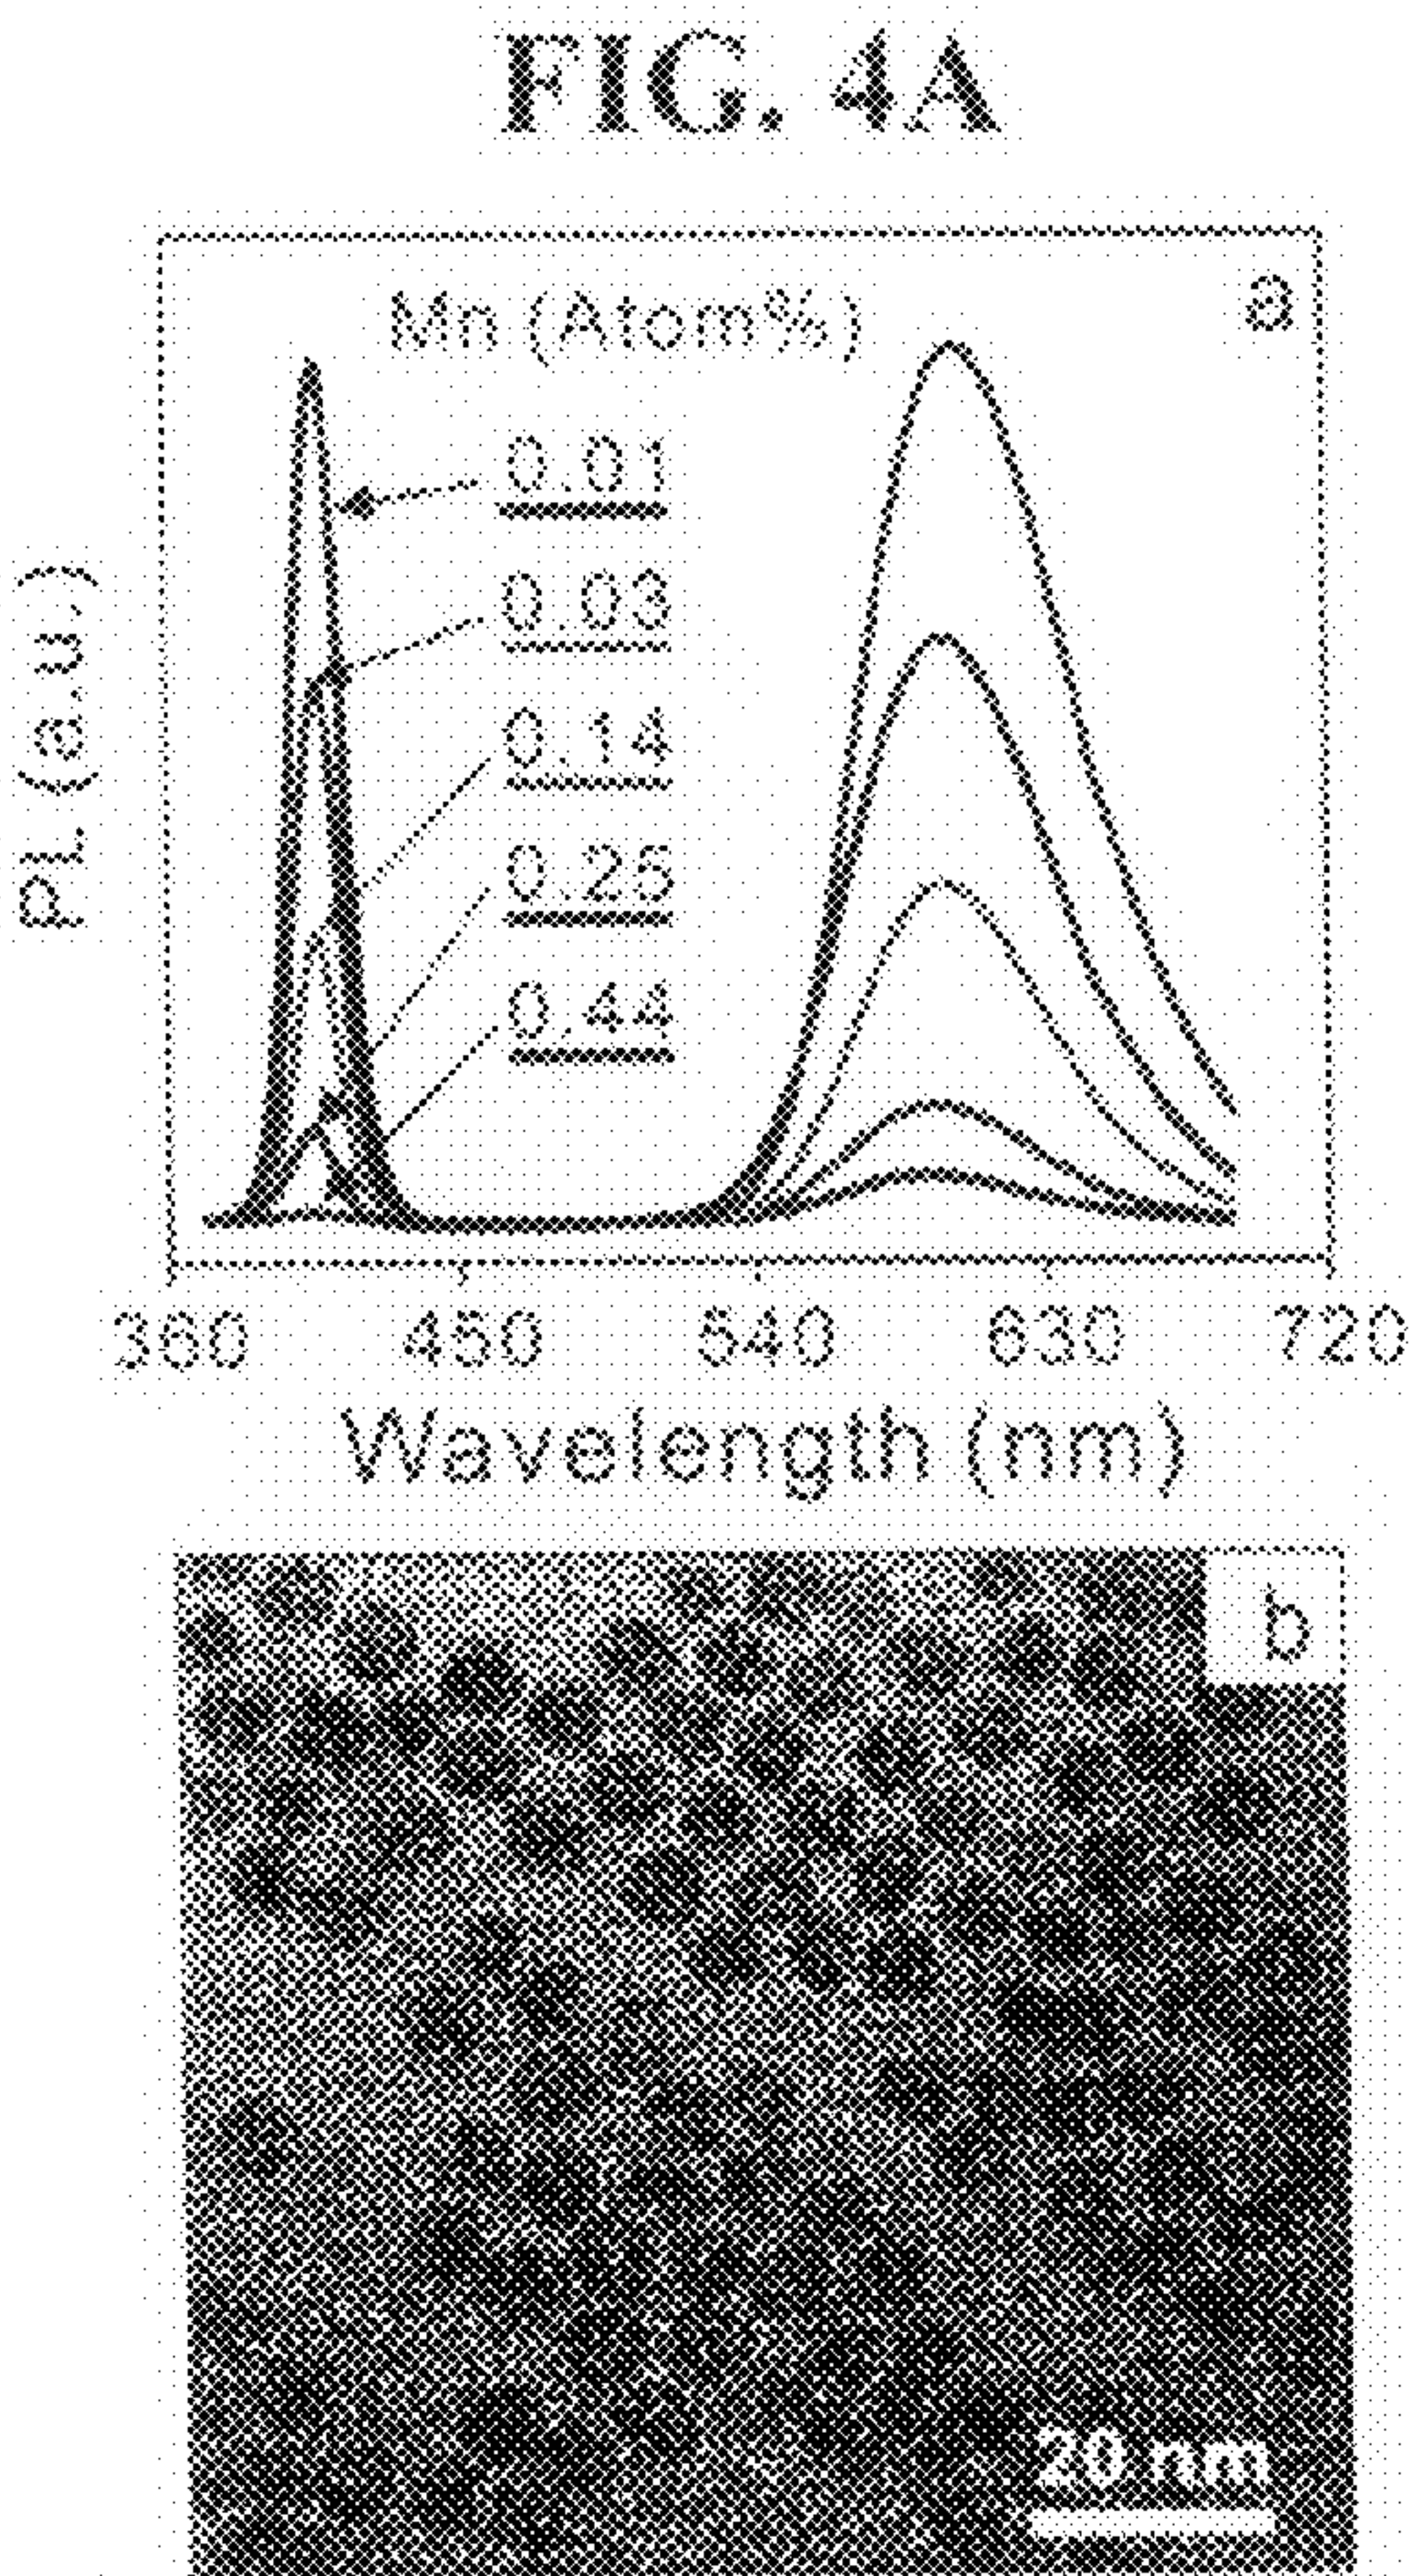 FIG. 4A
a
Mn (Atom%)
0.01
0.03
0.14
0.25
0.44
PL (a.u.)
360 450 540 630 720
Wavelength (nm)
b
20 nm